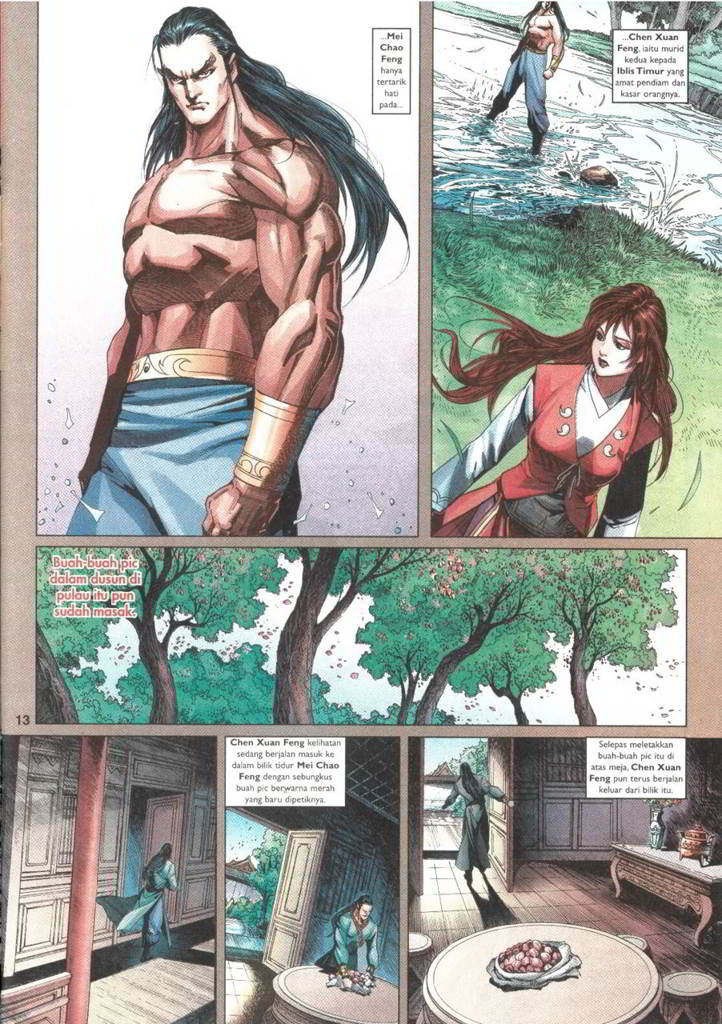 ...Mei
Chao
Feng
hanya
tertarik
hati
pada...
...Chen Xuan
Feng, iaitu murid
kedua kepada
Iblis Timur yang
amat pendiam dan
kasar orangnya.
Buah-buah pic
dalam dusun di
pulau itu pun
sudah masak.
13
Chen Xuan Feng kelihatan
sedang berjalan masuk ke
dalam bilik tidur Mei Chao
Feng dengan sebungkus
buah pic berwarna merah
yang baru dipetiknya.
Selepas meletakkan
buah-buah pic itu di
atas meja, Chen Xuan
Feng pun terus berjalan
keluar dari bilik itu.